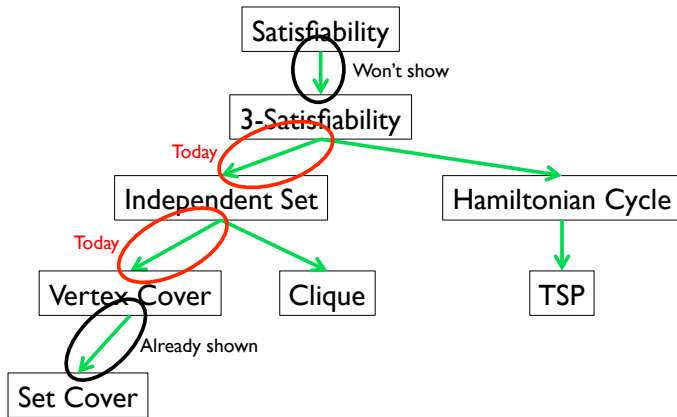 Satisfiability
Won't show
3-Satisfiability
Today
Independent Set
Hamiltonian Cycle
Today
Vertex Cover
Clique
TSP
Already shown
Set Cover